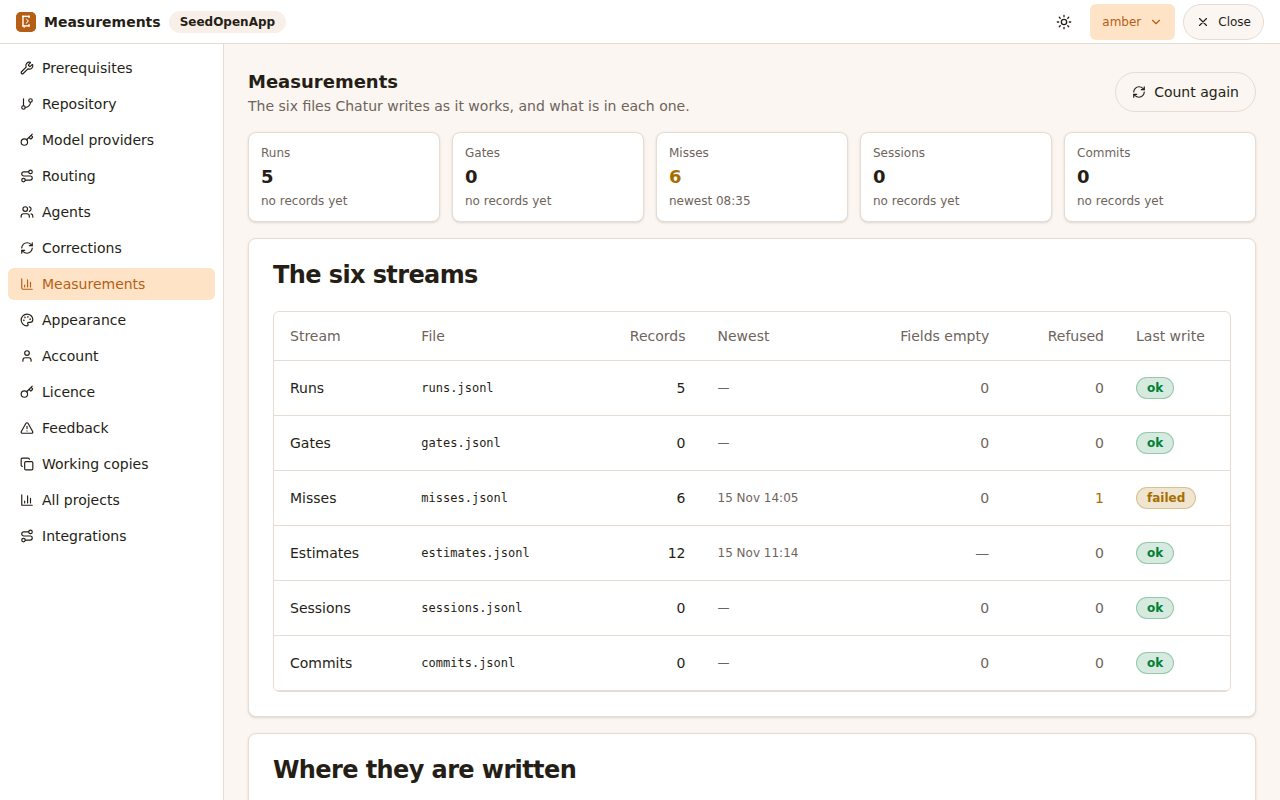 Measurements SeedOpenApp amber Close
Prerequisites
Repository
Model providers
Routing
Agents
Corrections
Measurements
Appearance
Account
Licence
Feedback
Working copies
All projects
Integrations
Measurements
The six files Chatur writes as it works, and what is in each one.
Count again
Runs
5
no records yet
Gates
0
no records yet
Misses
6
newest 08:35
Sessions
0
no records yet
Commits
0
no records yet
The six streams
Stream File Records Newest Fields empty Refused Last write
Runs runs.jsonl 5 — 0 0 ok
Gates gates.jsonl 0 — 0 0 ok
Misses misses.jsonl 6 15 Nov 14:05 0 1 failed
Estimates estimates.jsonl 12 15 Nov 11:14 — 0 ok
Sessions sessions.jsonl 0 — 0 0 ok
Commits commits.jsonl 0 — 0 0 ok
Where they are written